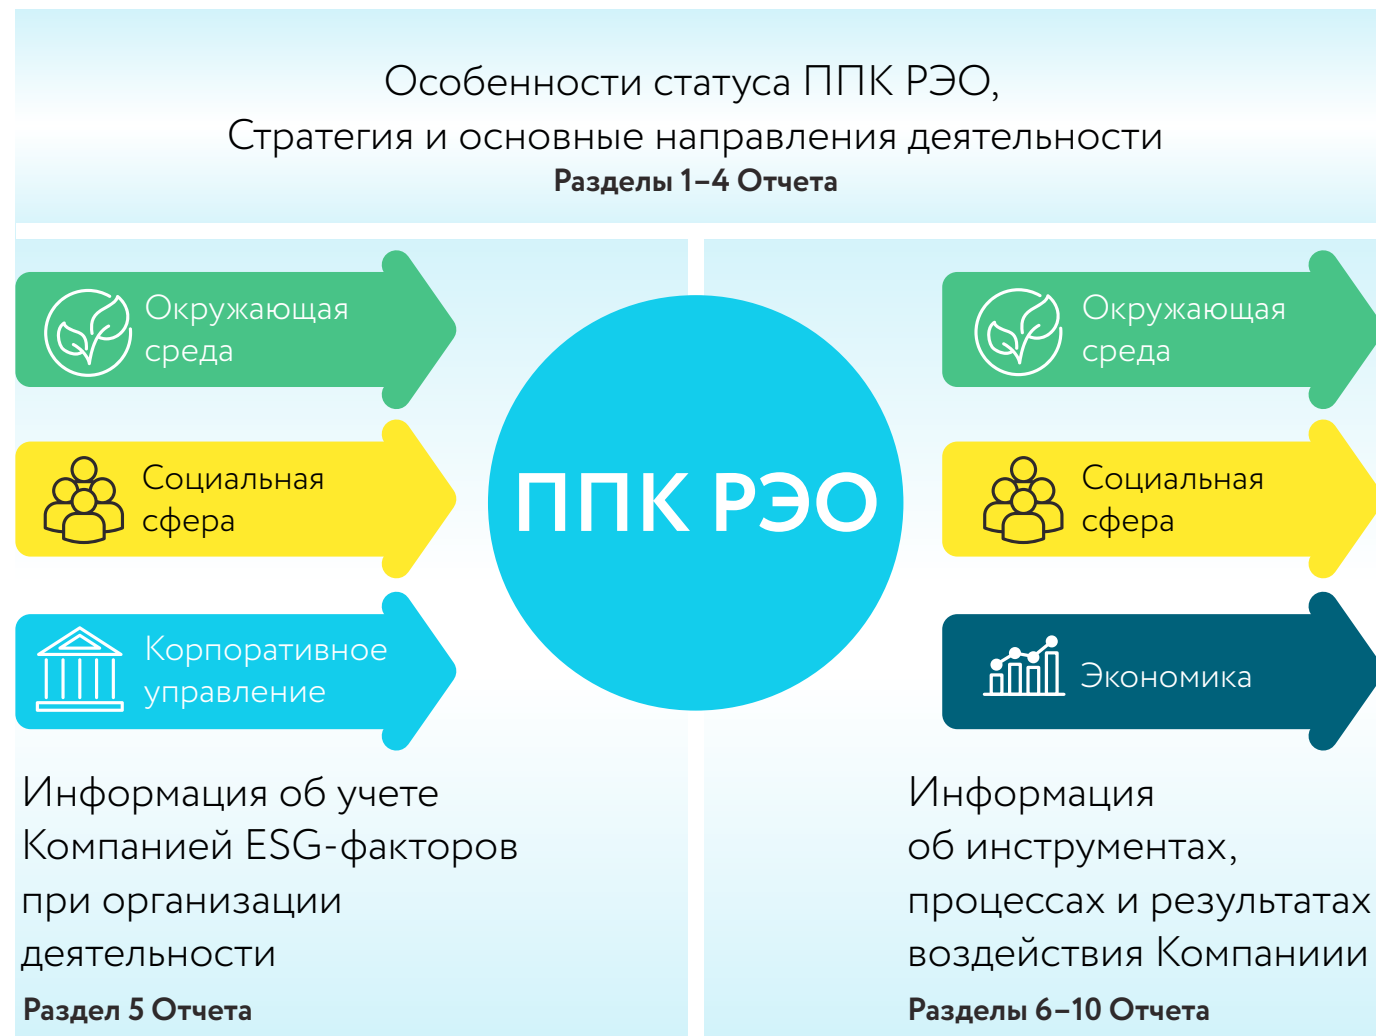 Особенности статуса ППК РЭО,
Стратегия и основные направления деятельности
Разделы 1–4 Отчета
Окружающая
среда
Социальная
сфера
Корпоративное
управление
ППК РЭО
Окружающая
среда
Социальная
сфера
Экономика
Информация об учете
Компанией ESG-факторов
при организации
деятельности
Раздел 5 Отчета
Информация
об инструментах,
процессах и результатах
воздействия Компаниии
Разделы 6–10 Отчета